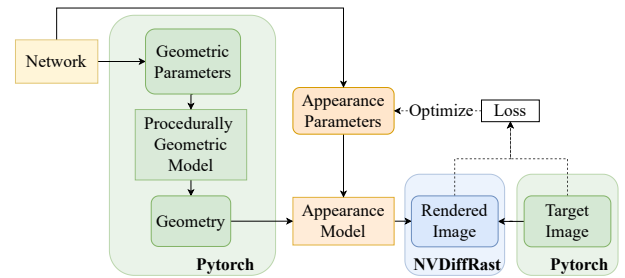 Network
Geometric
Parameters
Procedurally
Geometric
Model
Geometry
Pytorch
Appearance
Parameters
Appearance
Model
Optimize
Loss
Rendered
Image
NVDiffRast
Target
Image
Pytorch